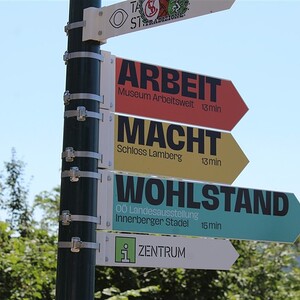 ARBEIT
Museum Arbeitswelt 13 min
MACHT
Schloss Lamberg 13 min
WOHLSTAND
OÖ Landesausstellung
Innerberger Stadel 15 min
i ZENTRUM